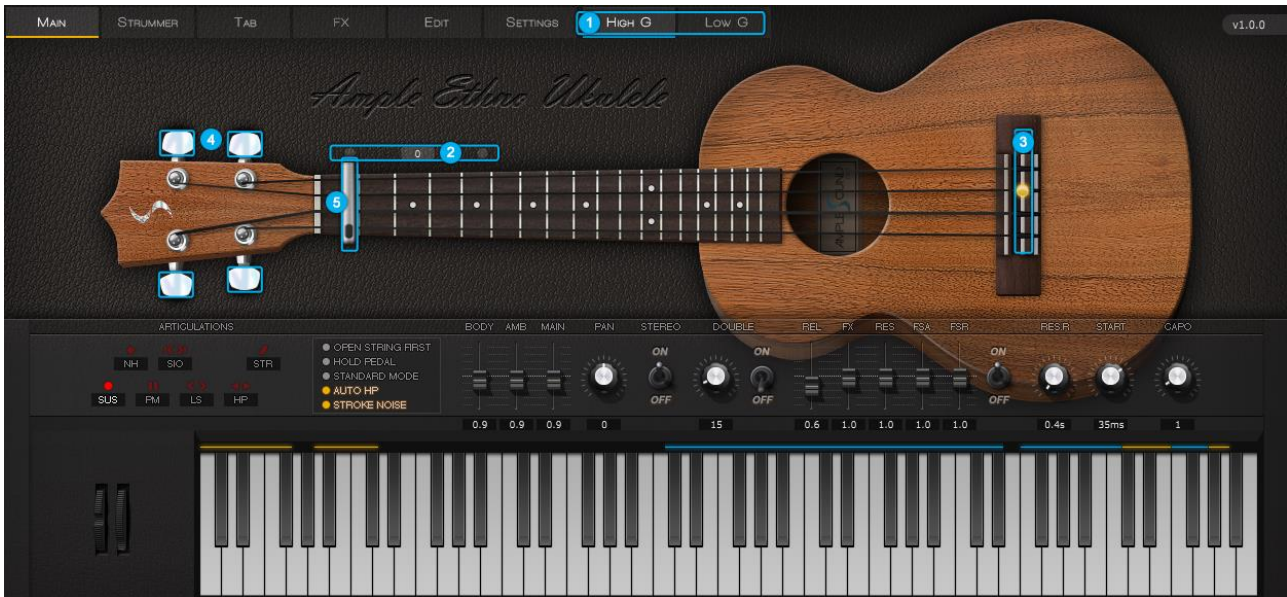 MAIN STRUMMER TAB FX EDIT SETTINGS 1 HIGH G LOW G v1.0.0
Ample Ethno Ukulele
4
0 2
3
5
AMPLE SOUND
ARTICULATIONS
BODY AMB MAIN PAN STEREO DOUBLE REL FX RES FSA FSR RES.R START CAPO
NH SIO STR
SUS PM LS HP
OPEN STRING FIRST
HOLD PEDAL
STANDARD MODE
AUTO HP
STROKE NOISE
ON ON ON
OFF OFF OFF
0.9 0.9 0.9 0 15 0.6 1.0 1.0 1.0 1.0 0.4s 35ms 1